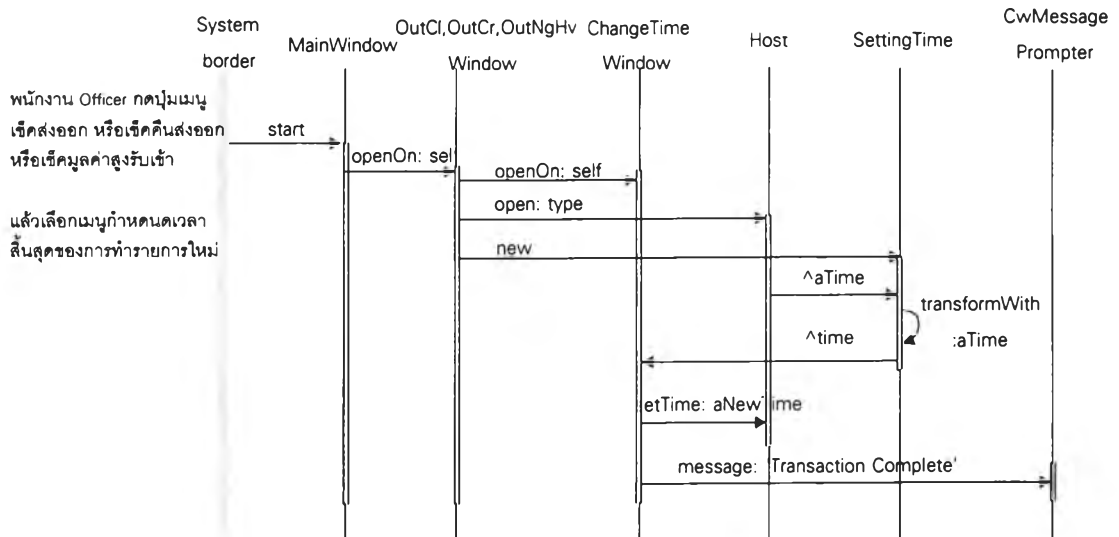 System
border
MainWindow
OutCl,OutCr,OutNgHv
Window
ChangeTime
Window
Host
SettingTime
CwMessage
Prompter
พนักงาน Officer กดปุ่มเมนู
เช็คส่งออก หรือเช็คคืนส่งออก
หรือเช็คมูลค่าสูงรับเข้า
แล้วเลือกเมนูกำหดนดเวลา
สิ้นสุดของการทำรายการใหม่
start
openOn: sel
openOn: self
open: type
new
^aTime
transformWith
:aTime
^time
etTime: aNewTime
message: 'Transaction Complete'